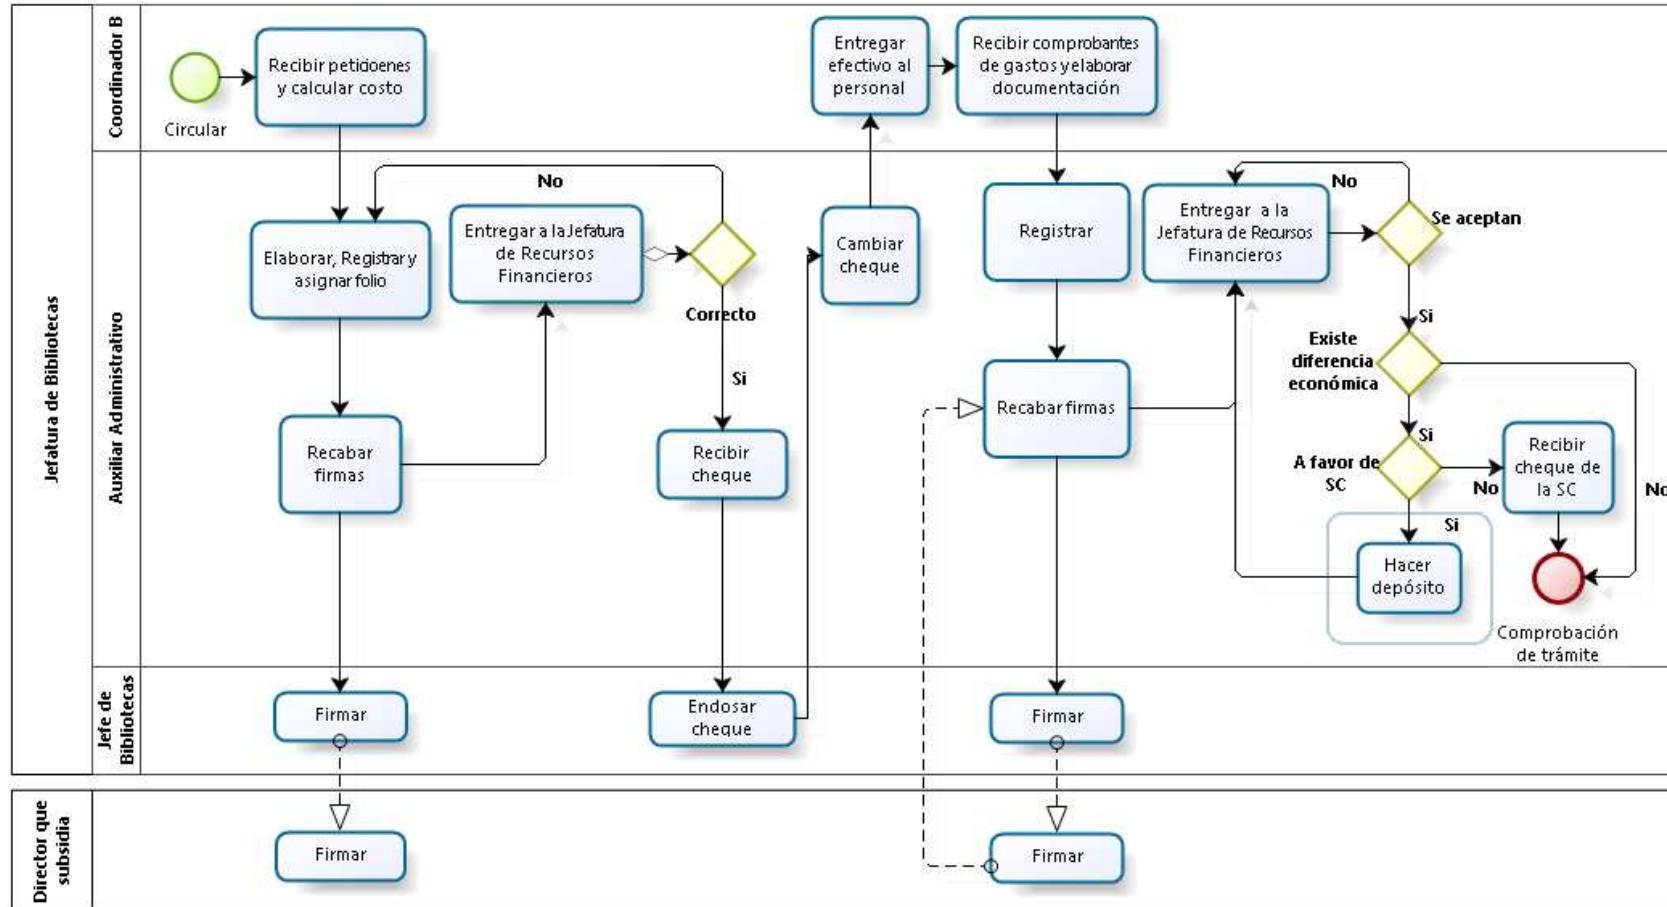 Jefatura de Bibliotecas
Coordinador B
Circular
Recibir peticioenes
y calcular costo
Entregar
efectivo al
personal
Recibir comprobantes
de gastos y elaborar
documentación
Auxiliar Administrativo
Elaborar, Registrar y
asignar folio
Recabar
firmas
Entregar a la Jefatura
de Recursos
Financieros
No
Correcto
Si
Recibir
cheque
Cambiar
cheque
Registrar
Recabar firmas
Entregar a la
Jefatura de Recursos
Financieros
No
Se aceptan
Si
Existe
diferencia
económica
Si
A favor de
SC
No
Recibir
cheque de
la SC
No
Si
Hacer
depósito
Comprobación
de trámite
Jefe de
Bibliotecas
Firmar
Endosar
cheque
Firmar
Director que
subsidia
Firmar
Firmar